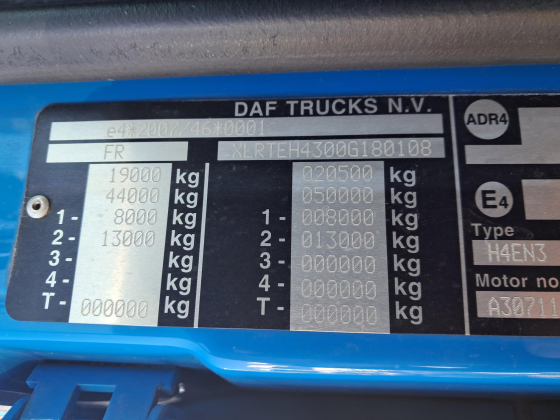 DAF TRUCKS N.V.
e4*2007/46*0001
FR XLRTEH4300G180108
19000 kg 020500 kg
44000 kg 050000 kg
1- 8000 kg 1- 008000 kg
2- 13000 kg 2- 013000 kg
3- kg 3- 000000 kg
4- kg 4- 000000 kg
T- 000000 kg T- 000000 kg
ADR4
E4
Type
H4EN3
Motor no
A30711